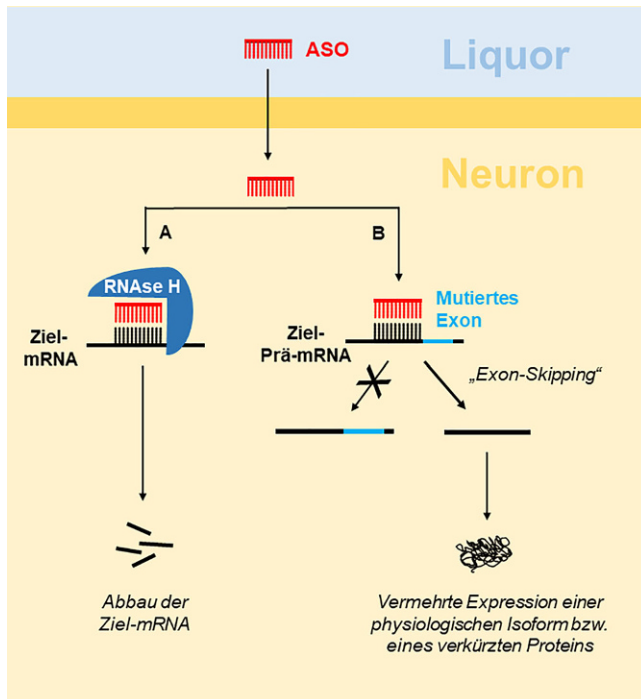 ASO
Liquor
Neuron
A
B
RNAse H
Mutiertes
Exon
Ziel-
mRNA
Ziel-
Prä-mRNA
„Exon-Skipping“
Abbau der
Ziel-mRNA
Vermehrte Expression einer
physiologischen Isoform bzw.
eines verkürzten Proteins